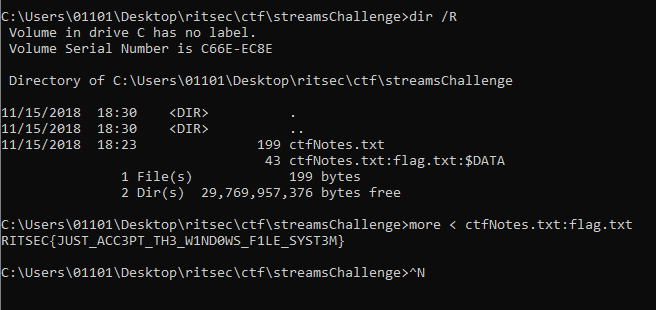 C:\Users\01101\Desktop\ritsec\ctf\streamsChallenge>dir /R
Volume in drive C has no label.
Volume Serial Number is C66E-EC8E
Directory of C:\Users\01101\Desktop\ritsec\ctf\streamsChallenge
11/15/2018  18:30    <DIR>          .
11/15/2018  18:30    <DIR>          ..
11/15/2018  18:23               199 ctfNotes.txt
43 ctfNotes.txt:flag.txt:$DATA
1 File(s)            199 bytes
2 Dir(s)  29,769,957,376 bytes free
C:\Users\01101\Desktop\ritsec\ctf\streamsChallenge>more < ctfNotes.txt:flag.txt
RITSEC{JUST_ACC3PT_TH3_W1ND0WS_F1LE_SYST3M}
C:\Users\01101\Desktop\ritsec\ctf\streamsChallenge>^N